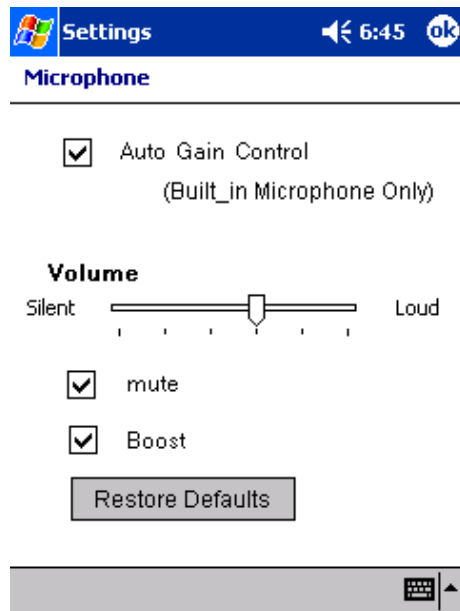 Settings 6:45 ok
Microphone
Auto Gain Control
(Built_in Microphone Only)
Volume
Silent Loud
mute
Boost
Restore Defaults